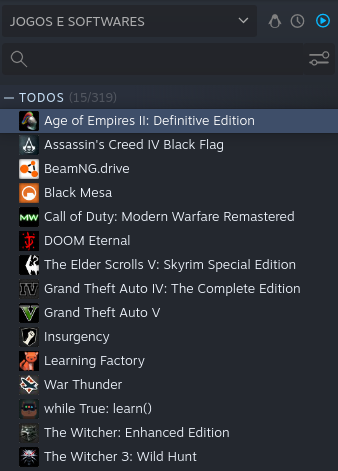 JOGOS E SOFTWARES
— TODOS (15/319)
Age of Empires II: Definitive Edition
Assassin's Creed IV Black Flag
BeamNG.drive
Black Mesa
MW Call of Duty: Modern Warfare Remastered
DOOM Eternal
The Elder Scrolls V: Skyrim Special Edition
IV Grand Theft Auto IV: The Complete Edition
V Grand Theft Auto V
Insurgency
Learning Factory
War Thunder
while True: learn()
The Witcher: Enhanced Edition
The Witcher 3: Wild Hunt